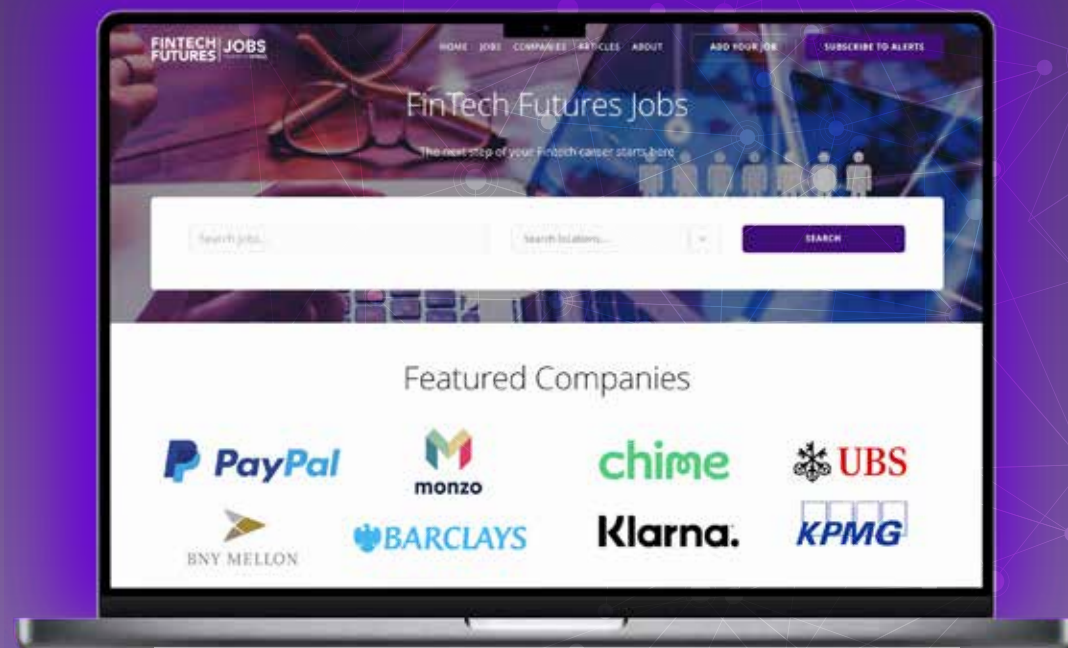 FINTECH FUTURES JOBS
HOME JOBS COMPANIES ARTICLES ABOUT ADD YOUR JOB SUBSCRIBE TO ALERTS
FinTech Futures Jobs
The next step of your Fintech career starts here
Search jobs... Search locations... SEARCH
Featured Companies
PayPal monzo chime UBS
BNY MELLON BARCLAYS Klarna. KPMG